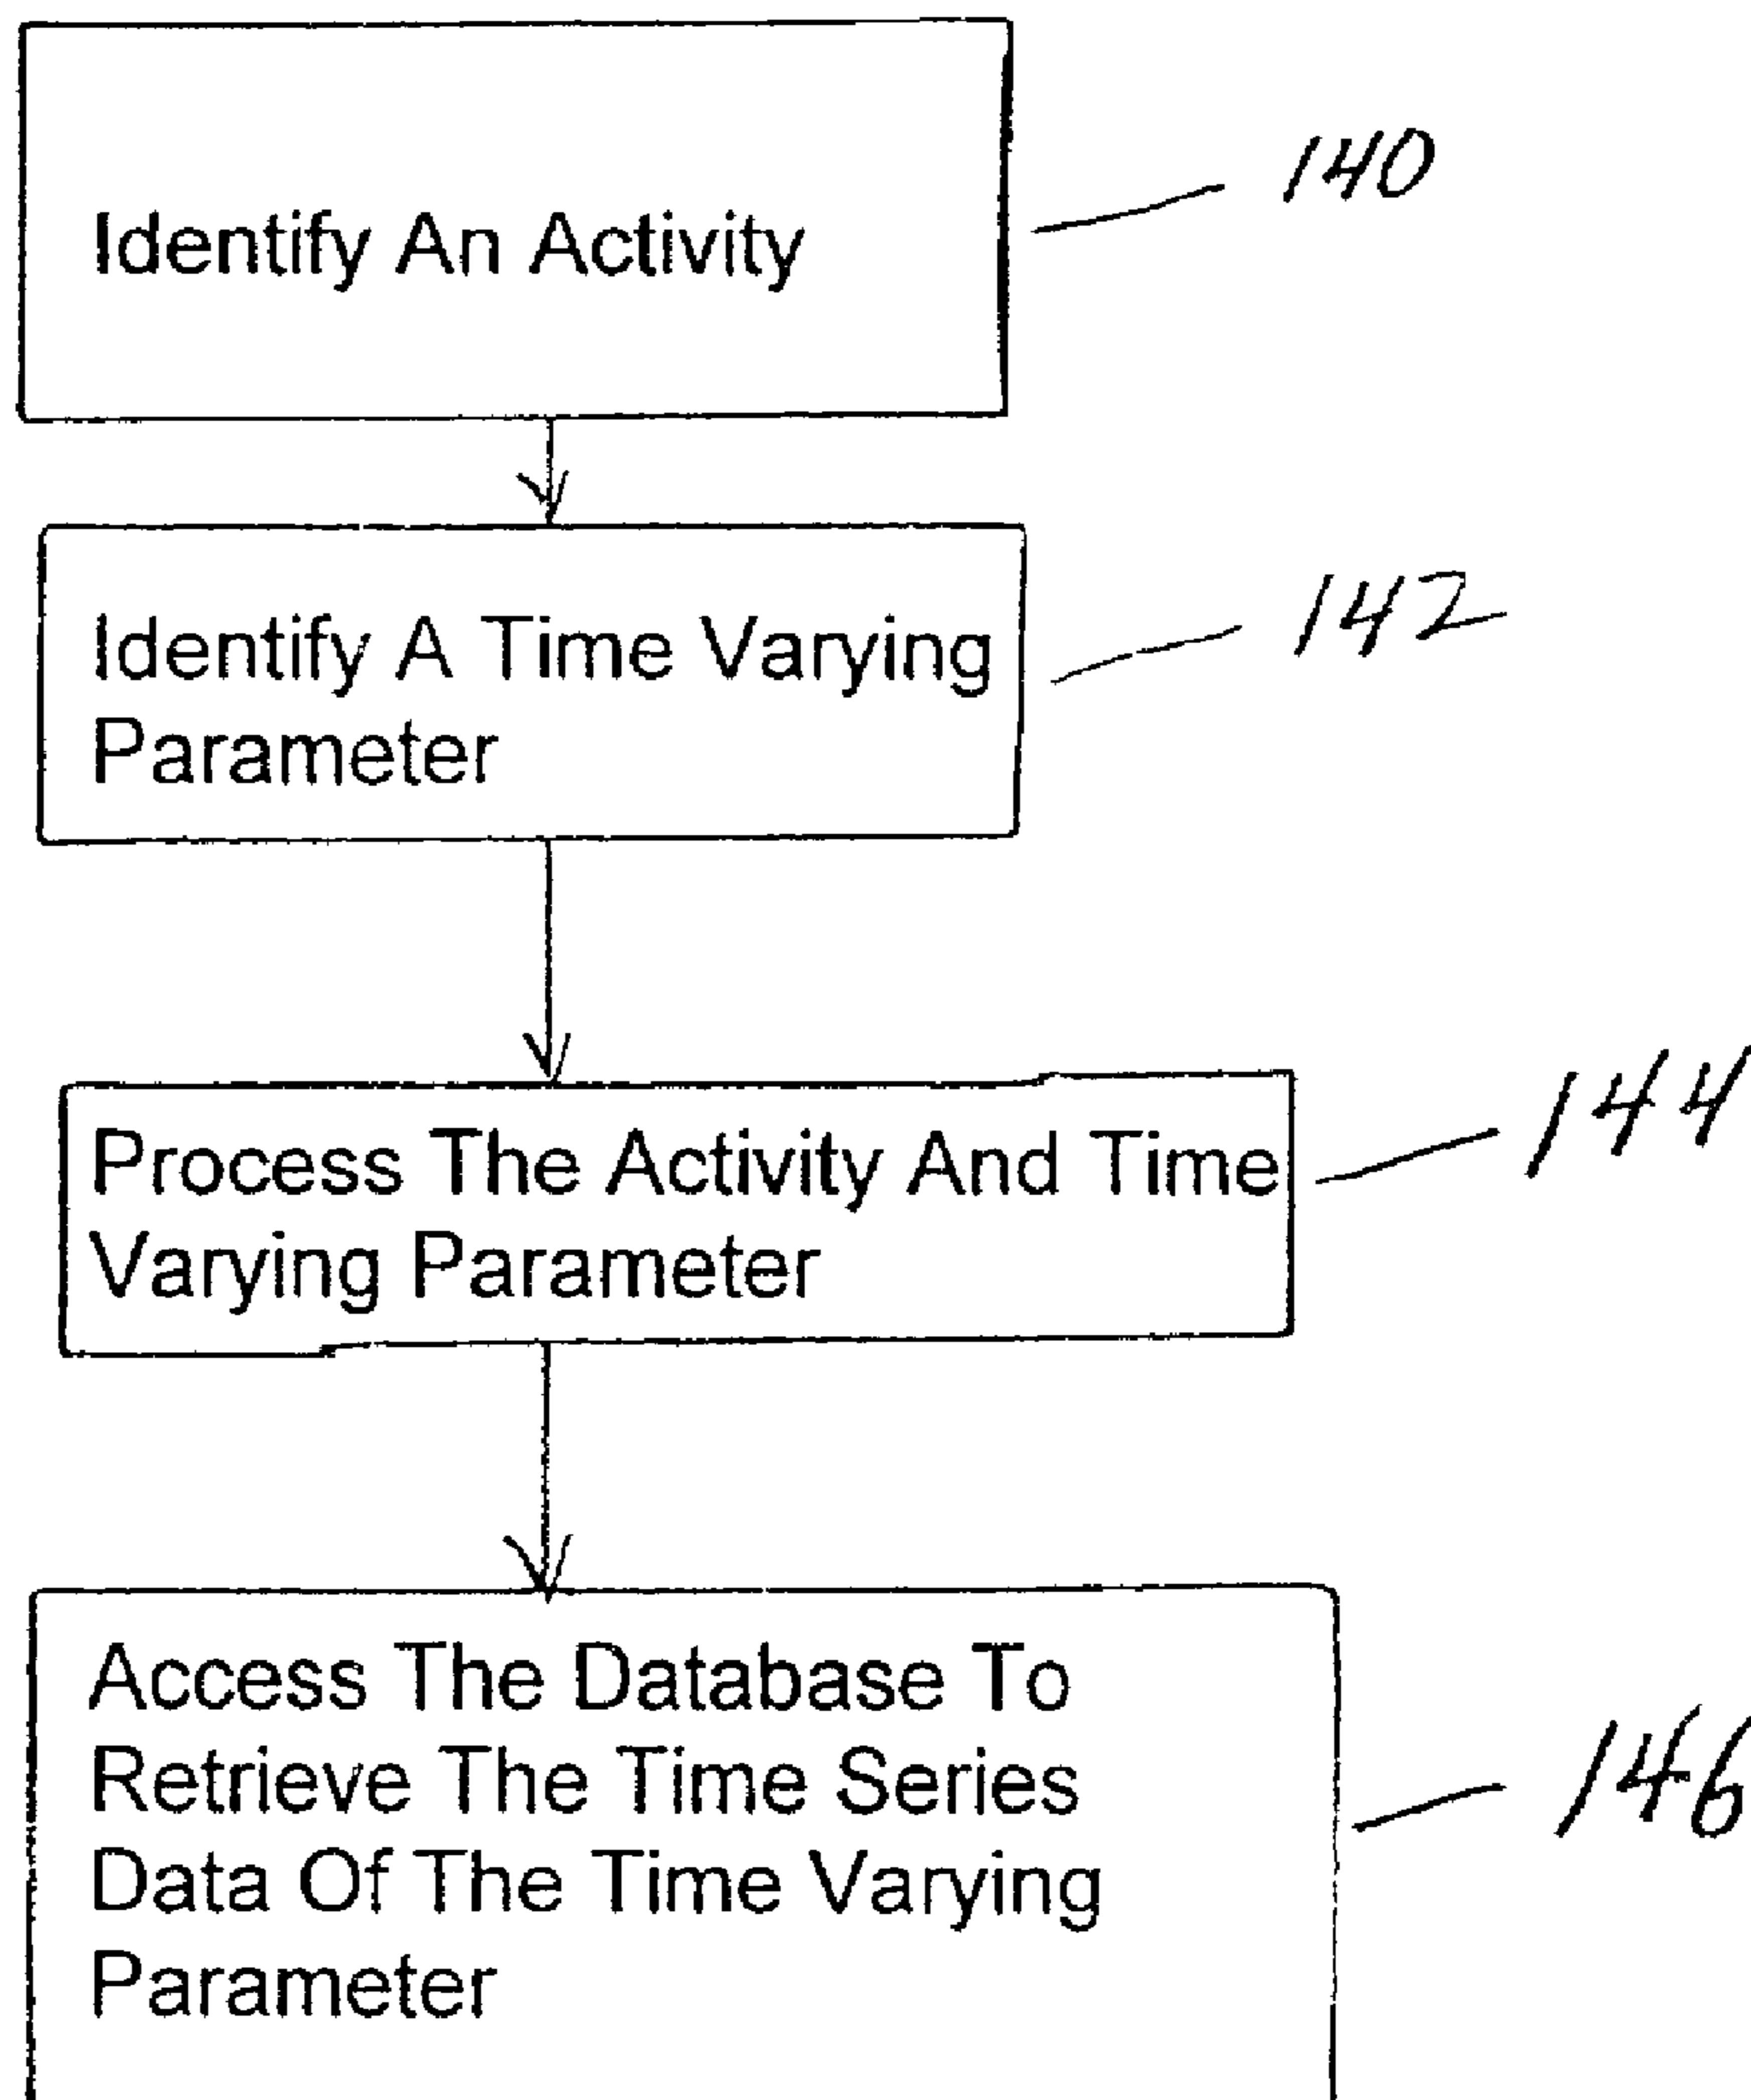 Identify An Activity
140
Identify A Time Varying
Parameter
142
Process The Activity And Time
Varying Parameter
144
Access The Database To
Retrieve The Time Series
Data Of The Time Varying
Parameter
146